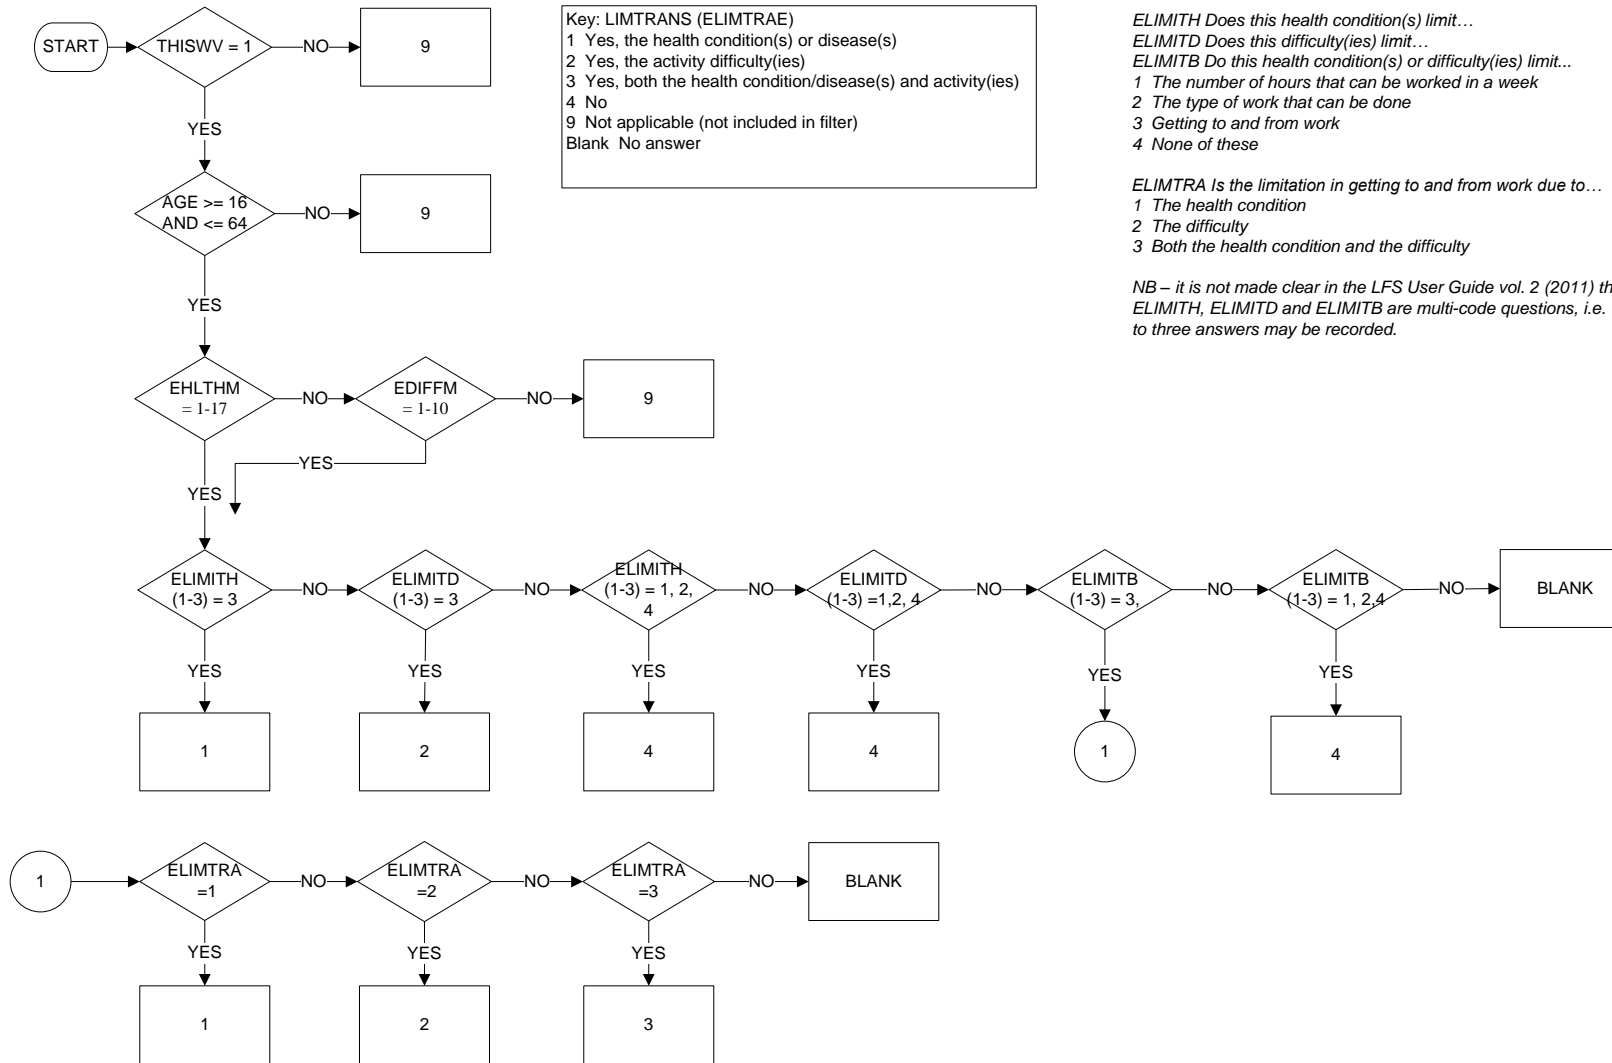 START
THISWV = 1
NO
9
YES
Key: LIMTRANS (ELIMTRAE)
1 Yes, the health condition(s) or disease(s)
2 Yes, the activity difficulty(ies)
3 Yes, both the health condition/disease(s) and activity(ies)
4 No
9 Not applicable (not included in filter)
Blank No answer
ELIMITH Does this health condition(s) limit…
ELIMITD Does this difficulty(ies) limit…
ELIMITB Do this health condition(s) or difficulty(ies) limit...
1 The number of hours that can be worked in a week
2 The type of work that can be done
3 Getting to and from work
4 None of these
ELIMTRA Is the limitation in getting to and from work due to…
1 The health condition
2 The difficulty
3 Both the health condition and the difficulty
NB – it is not made clear in the LFS User Guide vol. 2 (2011) th
ELIMITH, ELIMITD and ELIMITB are multi-code questions, i.e.
to three answers may be recorded.
AGE >= 16
AND <= 64
NO
9
YES
EHLTHM
= 1-17
NO
EDIFFM
= 1-10
NO
9
YES
YES
ELIMITH
(1-3) = 3
NO
ELIMITD
(1-3) = 3
NO
ELIMITH
(1-3) = 1, 2,
4
NO
ELIMITD
(1-3) =1,2, 4
NO
ELIMITB
(1-3) = 3,
NO
ELIMITB
(1-3) = 1, 2,4
NO
BLANK
YES
YES
YES
YES
YES
YES
1
2
4
4
1
4
1
ELIMTRA
=1
NO
ELIMTRA
=2
NO
ELIMTRA
=3
NO
BLANK
YES
YES
YES
1
2
3